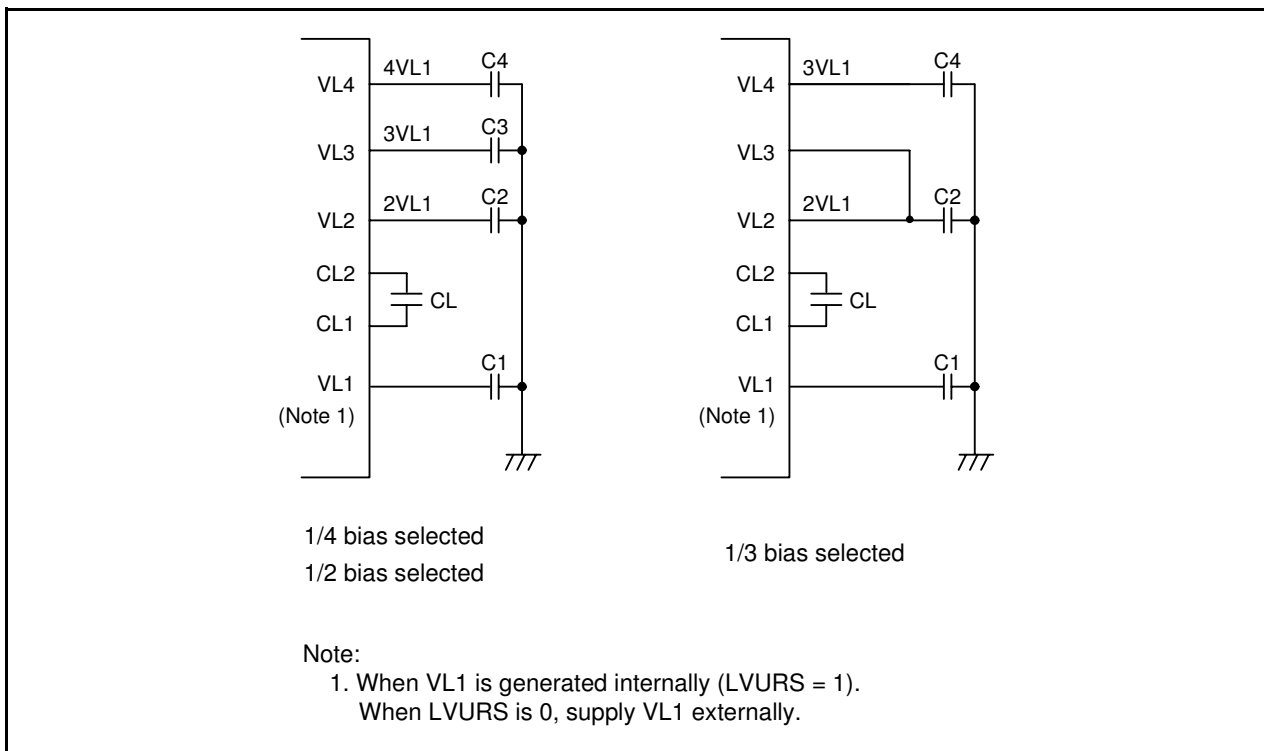 4VL1 C4
VL4
3VL1 C3
VL3
2VL1 C2
VL2
CL2
CL
CL1
C1
VL1
(Note 1)
1/4 bias selected
1/2 bias selected
3VL1 C4
VL4
VL3
2VL1 C2
VL2
CL2
CL
CL1
C1
VL1
(Note 1)
1/3 bias selected
Note:
1. When VL1 is generated internally (LVURS = 1).
When LVURS is 0, supply VL1 externally.